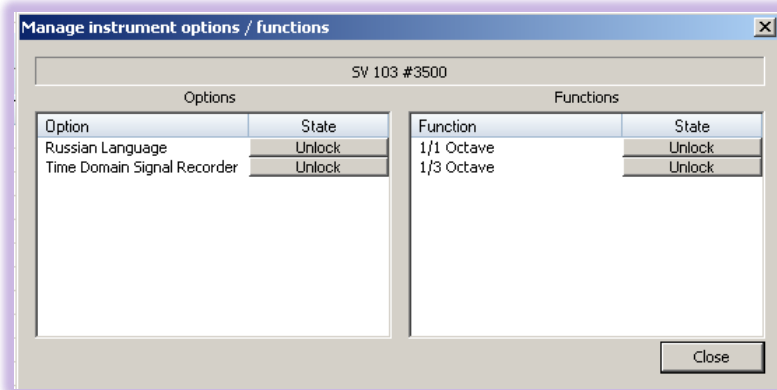 Manage instrument options / functions
SV 103 #3500
Options
Functions
Option State
Function State
Russian Language Unlock
1/1 Octave Unlock
Time Domain Signal Recorder Unlock
1/3 Octave Unlock
Close